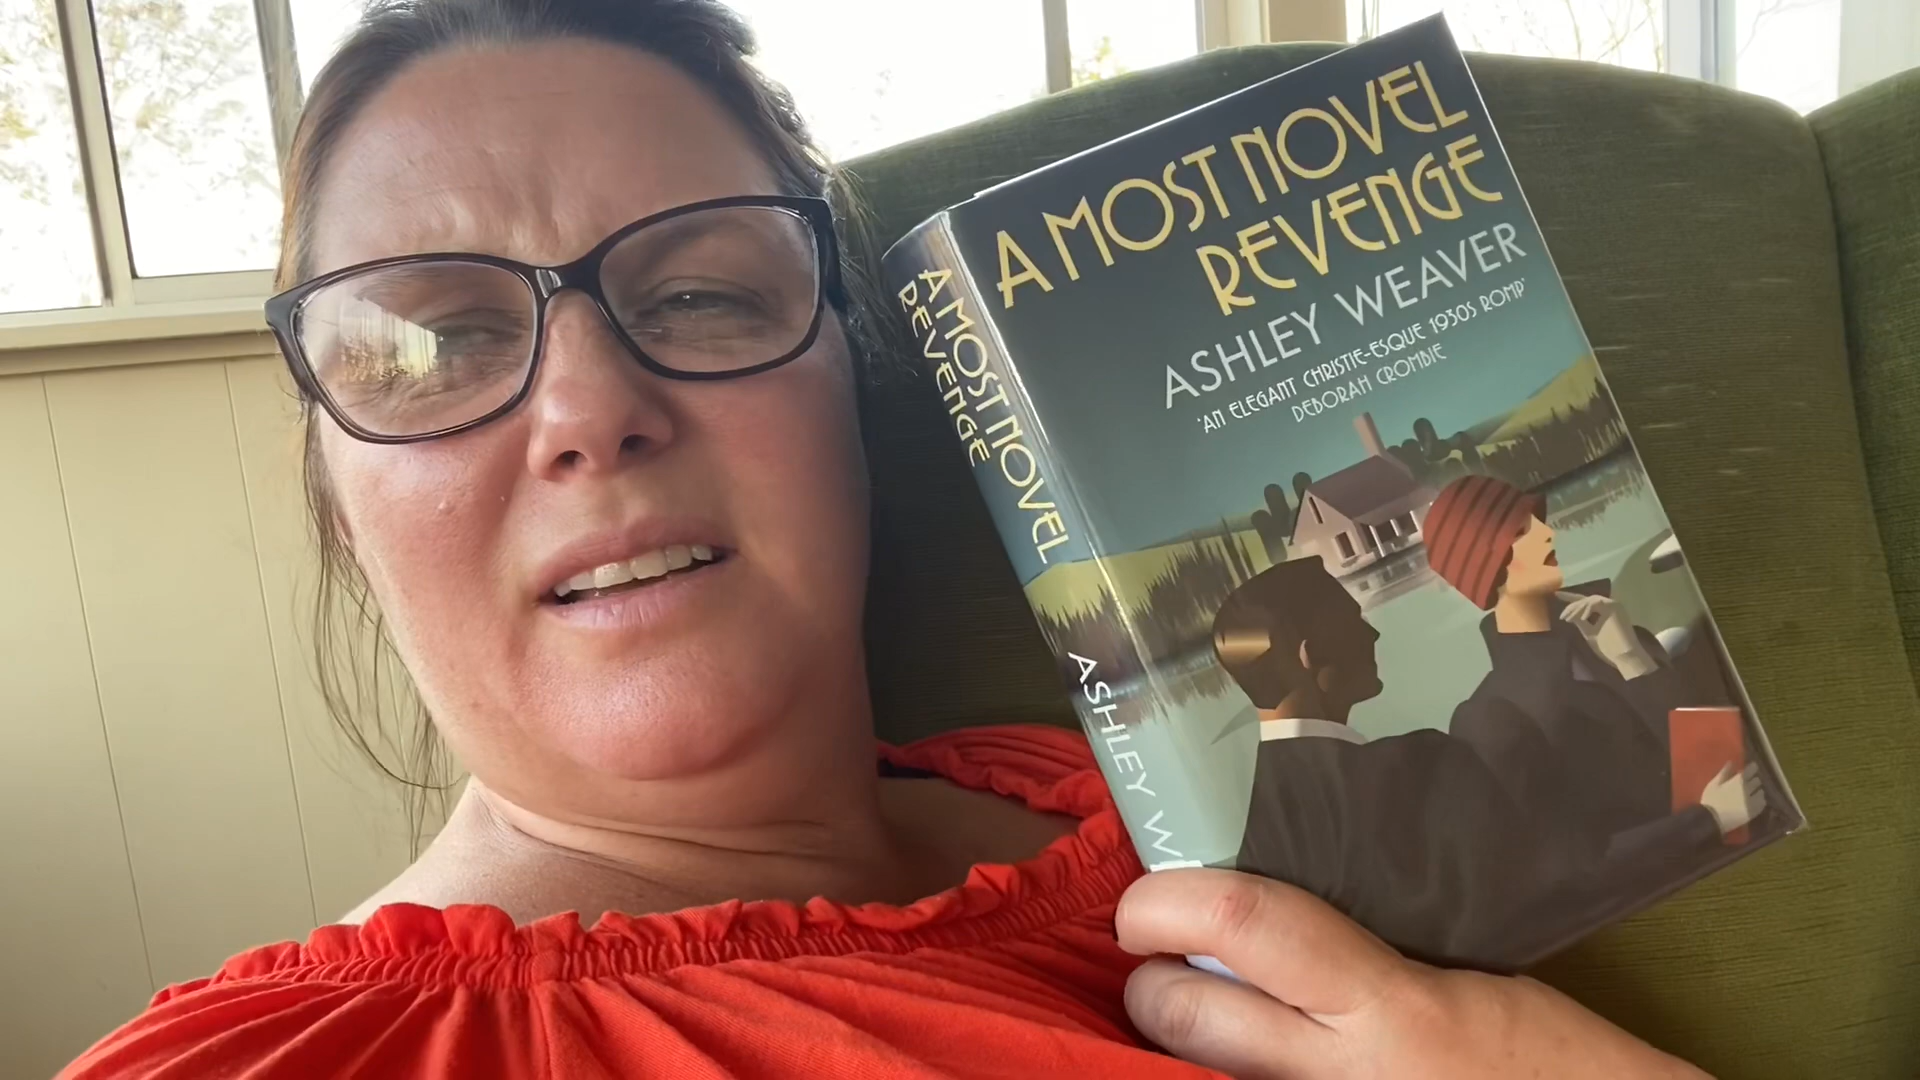 A MOST NOVEL
REVENGE
ASHLEY WEAVER
'AN ELEGANT CHRISTIE-ESQUE 1930S ROMP'
DEBORAH CROMBIE
A MOST NOVEL
REVENGE
ASHLEY W